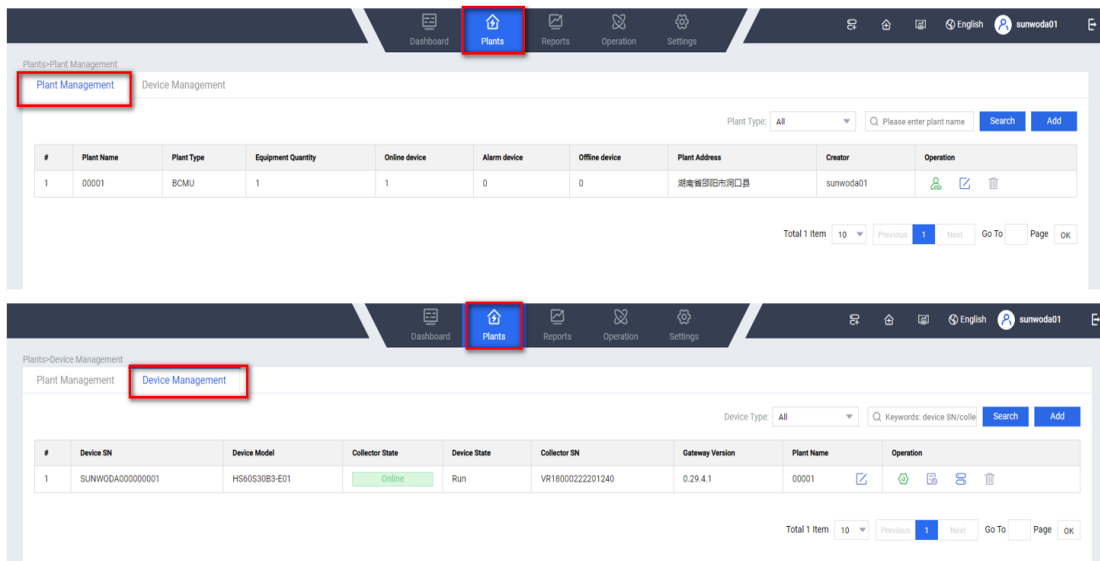 Dashboard Plants Reports Operation Settings English sunwoda01
Plants>Plant Management
Plant Management Device Management
Plant Type: All Please enter plant name Search Add
# Plant Name Plant Type Equipment Quantity Online device Alarm device Offline device Plant Address Creator Operation
1 00001 BCMU 1 1 0 0 湖南省邵阳市洞口县 sunwoda01
Total 1 Item 10 Previous 1 Next Go To Page OK
Dashboard Plants Reports Operation Settings English sunwoda01
Plants>Device Management
Plant Management Device Management
Device Type: All Keywords: device SN/colle Search Add
# Device SN Device Model Collector State Device State Collector SN Gateway Version Plant Name Operation
1 SUNWODA000000001 HS60S30B3-E01 Online Run VR18000222201240 0.29.4.1 00001
Total 1 Item 10 Previous 1 Next Go To Page OK